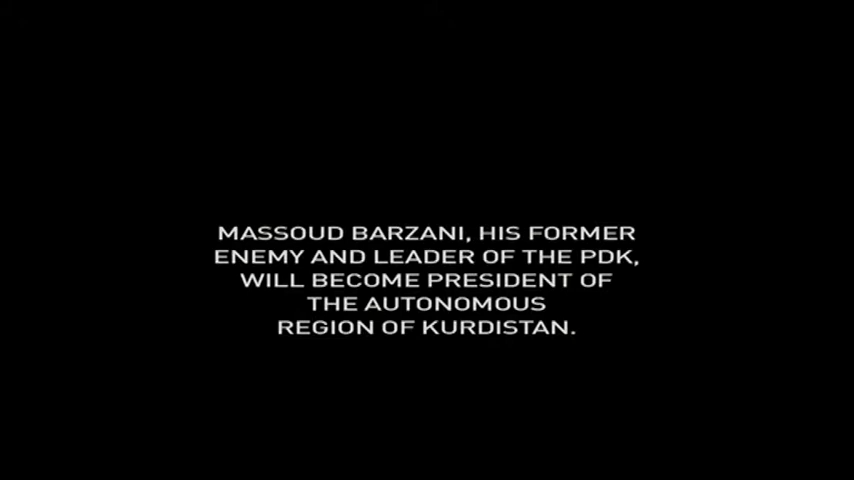 MASSOUD BARZANI, HIS FORMER
ENEMY AND LEADER OF THE PDK,
WILL BECOME PRESIDENT OF
THE AUTONOMOUS
REGION OF KURDISTAN.